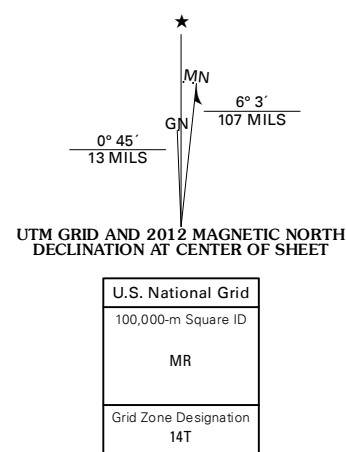 ★
MN
GN
6° 3´
107 MILS
0° 45´
13 MILS
UTM GRID AND 2012 MAGNETIC NORTH
DECLINATION AT CENTER OF SHEET
U.S. National Grid
100,000-m Square ID
MR
Grid Zone Designation
14T